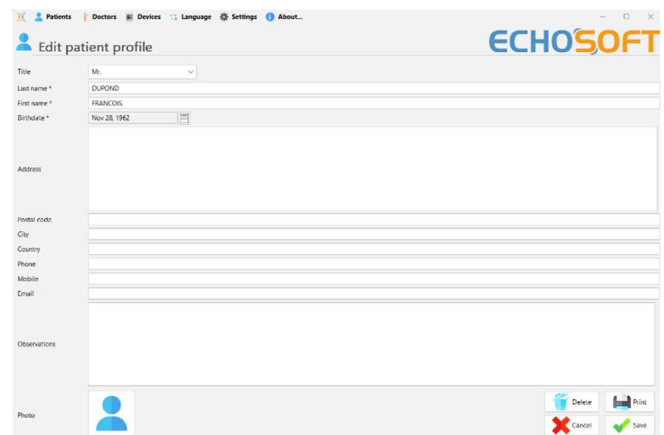 Patients Doctors Devices Language Settings About...
Edit patient profile
ECHOSOFT
Title Mr.
Last name * DUPOND
First name * FRANCOIS
Birthdate * Nov 28, 1962
Address
Postal code
City
Country
Phone
Mobile
Email
Observations
Photo
Delete Print
Cancel Save